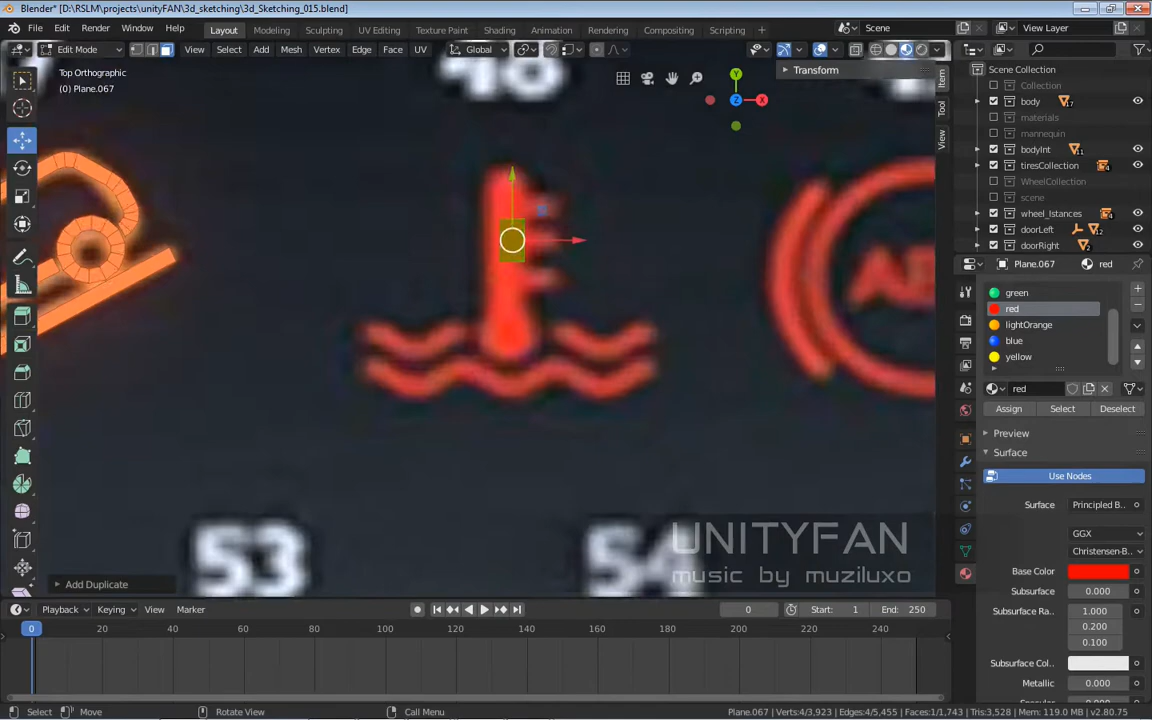 Blender* [D:\RSLM\projects\unityFAN\3d_sketching\3d_Sketching_015.blend]
File Edit Render Window Help Layout Modeling Sculpting UV Editing Texture Paint Shading Animation Rendering Compositing Scripting Scene View Layer
Edit Mode View Select Add Mesh Vertex Edge Face UV Global
Top Orthographic
(0) Plane.067
Transform
Item
Tool
View
Y
Z
X
53
54
UNITYFAN
music by muziluxo
Add Duplicate
Scene Collection
Collection
body 17
materials
mannequin
bodyInt 11
tiresCollection 4
WheelCollection
scene
wheel_Istances 4
doorLeft 12
doorRight 2
Plane.067 red
green
red
lightOrange
blue
yellow
red
Assign Select Deselect
Preview
Surface
Use Nodes
Surface Principled B..
GGX
Christensen-B..
Base Color
Subsurface 0.000
Subsurface Ra.. 1.000
0.200
0.100
Subsurface Col..
Metallic 0.000
Playback Keying View Marker 0 Start: 1 End: 250
0 20 40 60 80 100 120 140 160 180 200 220 240
Select Move Rotate View Call Menu Plane.067 | Verts:4/3,923 | Edges:4/5,455 | Faces:1/1,743 | Tris:3,528 | Mem: 119.0 MB | v2.80.75